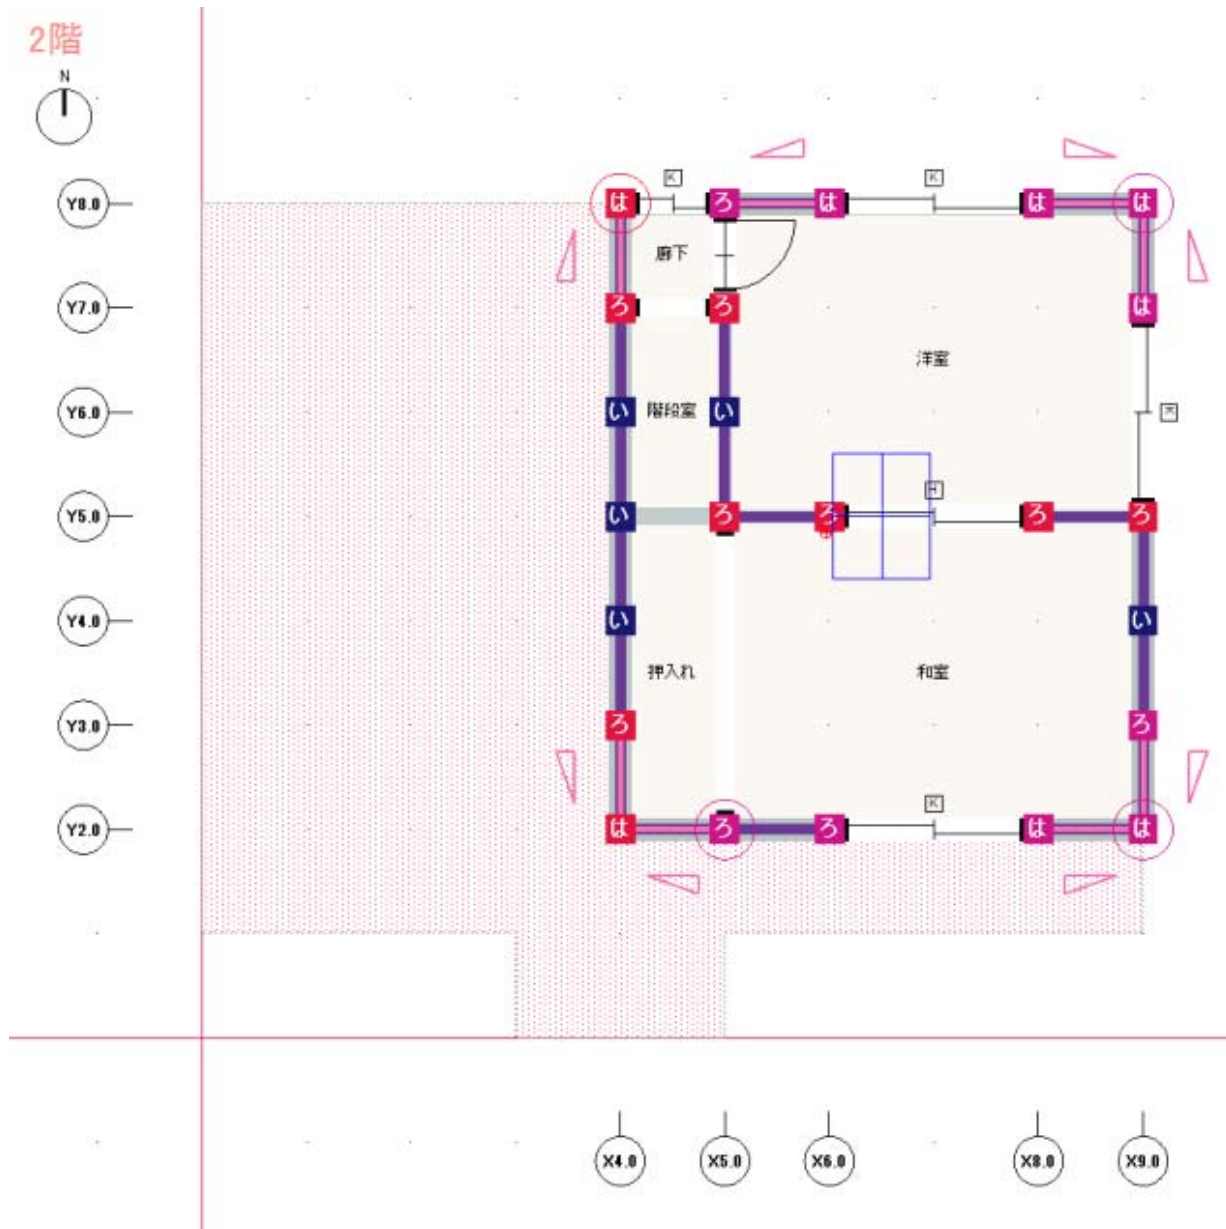 2階
N
K
K
Y8.0
は
ろ
は
は
は
廊下
Y7.0
ろ
ろ
は
洋室
Y6.0
い
階段室
い
H
Y5.0
い
ろ
ろ
ろ
ろ
Y4.0
い
い
押入れ
和室
Y3.0
ろ
ろ
K
Y2.0
は
ろ
ろ
は
は
X4.0
X5.0
X6.0
X8.0
X9.0